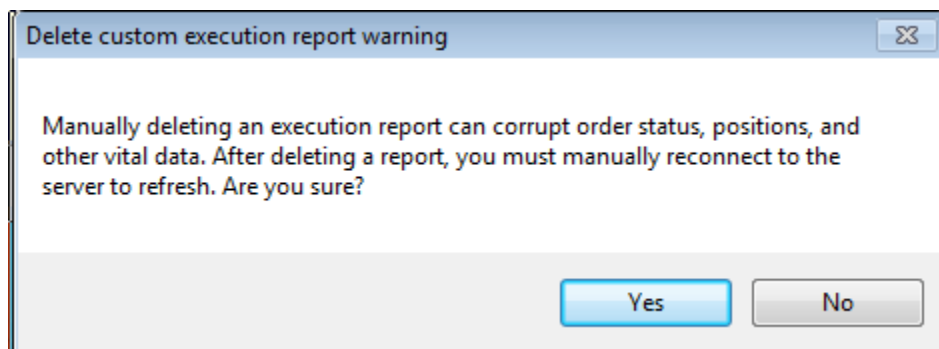 Delete custom execution report warning
Manually deleting an execution report can corrupt order status, positions, and
other vital data. After deleting a report, you must manually reconnect to the
server to refresh. Are you sure?
Yes No